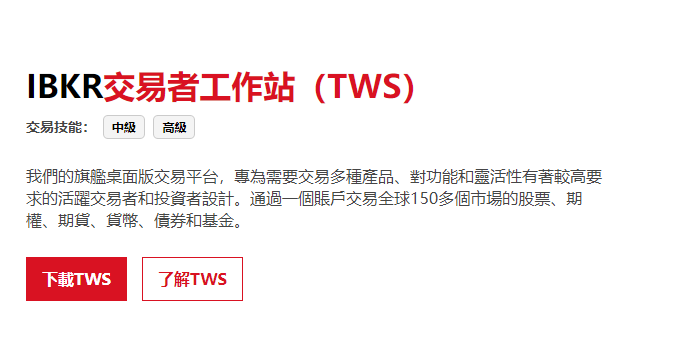 IBKR交易者工作站（TWS）
交易技能： 中級 高級
我們的旗艦桌面版交易平台，專為需要交易多種產品、對功能和靈活性有著較高要
求的活躍交易者和投資者設計。通過一個賬戶交易全球150多個市場的股票、期
權、期貨、貨幣、債券和基金。
下載TWS 了解TWS